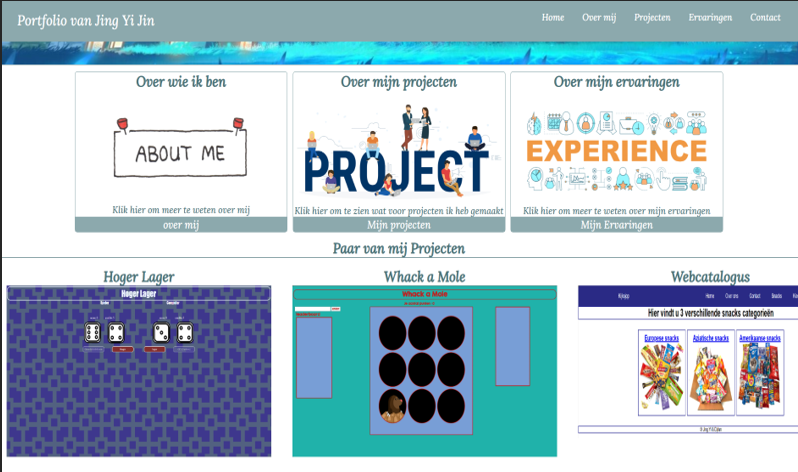 Portfolio van Jing Yi Jin
Home Over mij Projecten Ervaringen Contact
Over wie ik ben
ABOUT ME
Klik hier om meer te weten over mij
over mij
Over mijn projecten
PROJECT
Klik hier om te zien wat voor projecten ik heb gemaakt
Mijn projecten
Over mijn ervaringen
EXPERIENCE
Klik hier om meer te weten over mijn ervaringen
Mijn Ervaringen
Paar van mij Projecten
Hoger Lager
Hoger Lager
Whack a Mole
Whack a Mole
Webcatalogus
Home Over ons Contact Snacks
Hier vindt u 3 verschillende snacks categorieën
Europese snacks Aziatische snacks Amerikaanse snacks